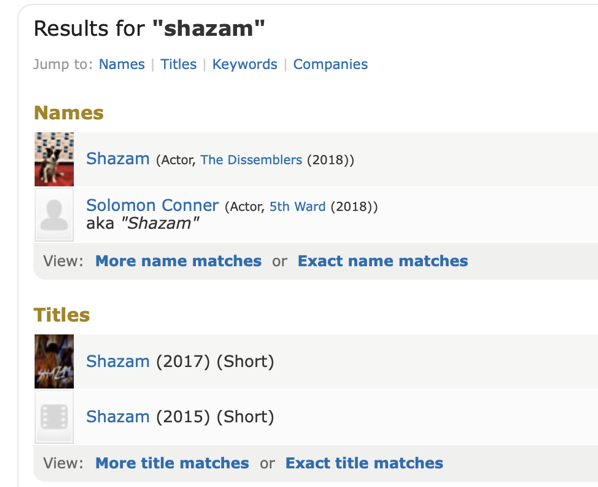 Results for "shazam"
Jump to: Names | Titles | Keywords | Companies
Names
Shazam (Actor, The Dissemblers (2018))
Solomon Conner (Actor, 5th Ward (2018))
aka "Shazam"
View: More name matches or Exact name matches
Titles
SHAZAM
Shazam (2017) (Short)
Shazam (2015) (Short)
View: More title matches or Exact title matches